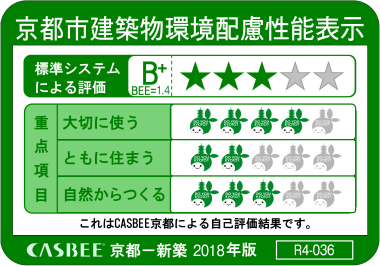 京都市建築物環境配慮性能表示
標準システム
による評価
B+
BEE=1.4
重点項目
大切に使う
ともに住まう
自然からつくる
これはCASBEE京都による自己評価結果です。
CASBEE® 京都ー新築 2018年版
R4-036